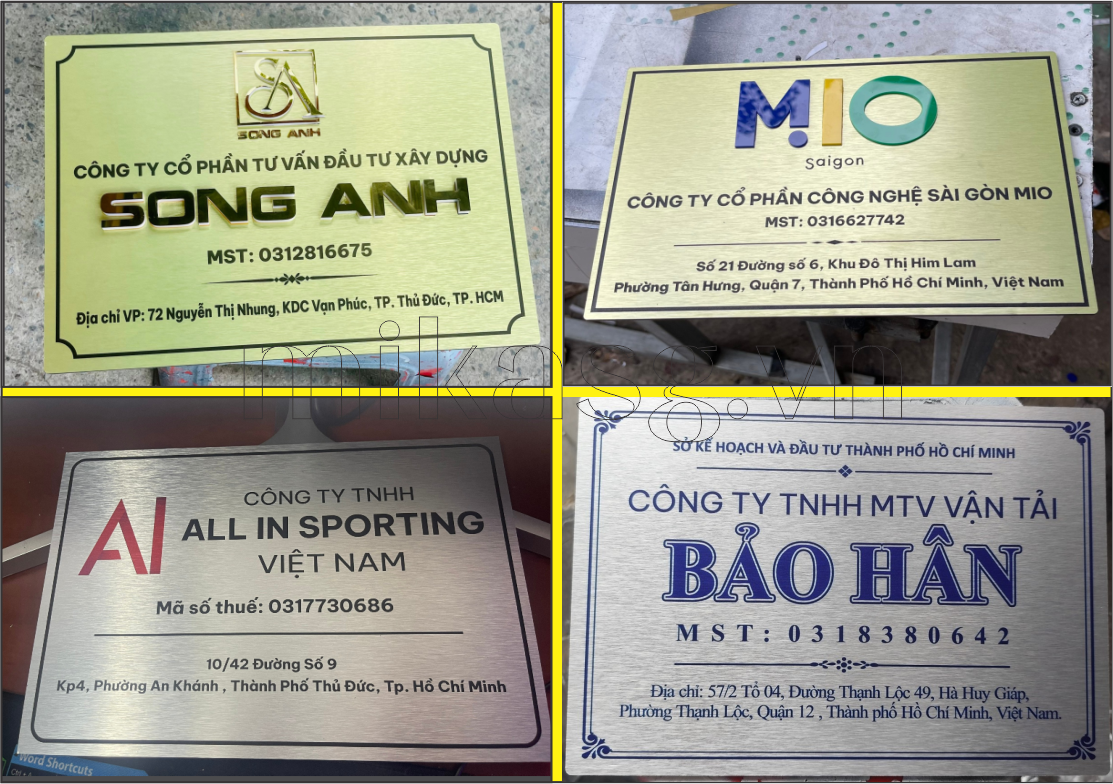 SA
SONG ANH
CÔNG TY CỔ PHẦN TƯ VẤN ĐẦU TƯ XÂY DỰNG
SONG ANH
MST: 0312816675
Địa chỉ VP: 72 Nguyễn Thị Nhung, KDC Vạn Phúc, TP. Thủ Đức, TP. HCM
MIO
Saigon
CÔNG TY CỔ PHẦN CÔNG NGHỆ SÀI GÒN MIO
MST: 0316627742
Số 21 Đường số 6, Khu Đô Thị Him Lam
Phường Tân Hưng, Quận 7, Thành Phố Hồ Chí Minh, Việt Nam
mikasg.vn
AI
CÔNG TY TNHH
ALL IN SPORTING
VIỆT NAM
Mã số thuế: 0317730686
10/42 Đường Số 9
Kp4, Phường An Khánh , Thành Phố Thủ Đức, Tp. Hồ Chí Minh
Word Shortcuts
SỞ KẾ HOẠCH VÀ ĐẦU TƯ THÀNH PHỐ HỒ CHÍ MINH
CÔNG TY TNHH MTV VẬN TẢI
BẢO HÂN
MST: 0318380642
Địa chỉ: 57/2 Tổ 04, Đường Thạnh Lộc 49, Hà Huy Giáp,
Phường Thạnh Lộc, Quận 12 , Thành phố Hồ Chí Minh, Việt Nam.